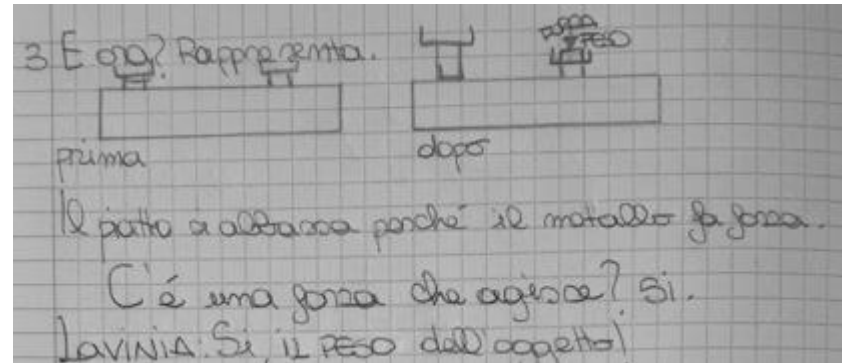 3 E ora? Rappresenta.
forza
PESO
prima
dopo
Il piatto si abbassa perché il metallo fa forza.
C'è una forza che agisce? Sì.
LAVINIA: Sì, il PESO dell'oggetto!